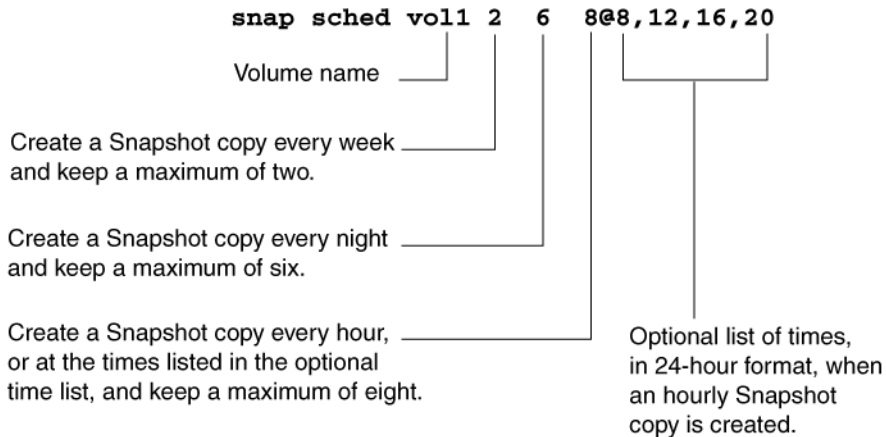 snap sched vol1 2 6 8@8,12,16,20
Volume name
Create a Snapshot copy every week
and keep a maximum of two.
Create a Snapshot copy every night
and keep a maximum of six.
Create a Snapshot copy every hour,
or at the times listed in the optional
time list, and keep a maximum of eight.
Optional list of times,
in 24-hour format, when
an hourly Snapshot
copy is created.